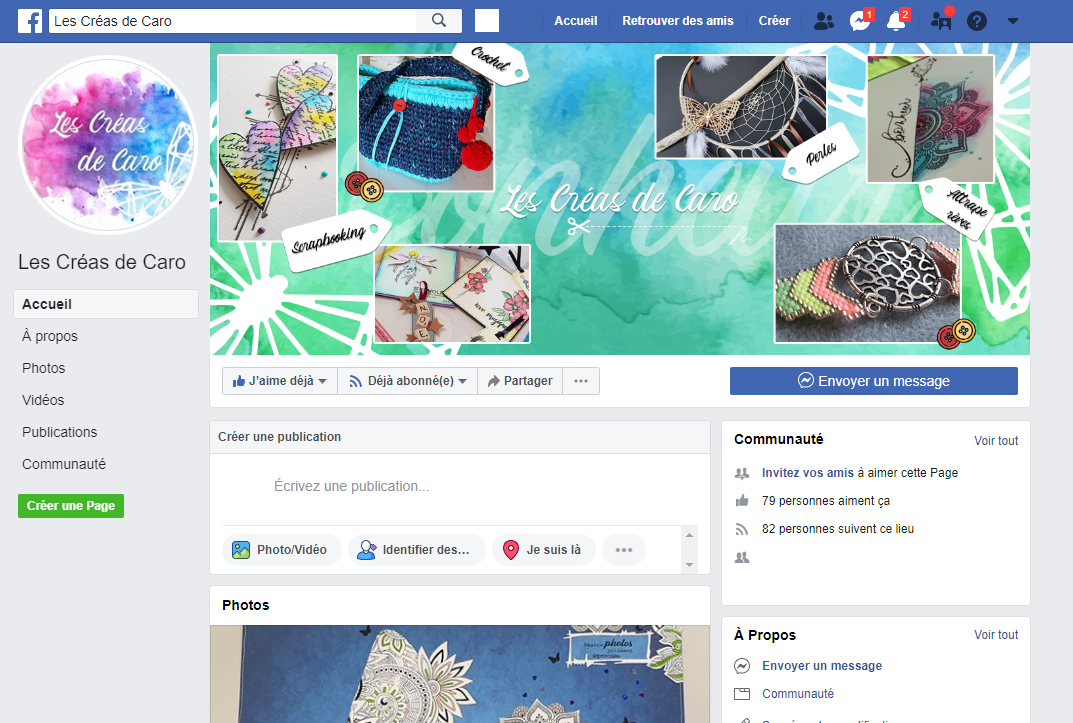 Les Créas de Caro
Accueil
Retrouver des amis
Créer
1
2
Les Créas
de Caro
Les Créas de Caro
Accueil
À propos
Photos
Vidéos
Publications
Communauté
Créer une Page
Crochet
Perles
Attrape
rêves
Scrapbooking
Les Créas de Caro
bonheur
NOE
J'aime déjà
Déjà abonné(e)
Partager
Envoyer un message
Créer une publication
Écrivez une publication...
Photo/Vidéo
Identifier des...
Je suis là
Communauté
Voir tout
Invitez vos amis à aimer cette Page
79 personnes aiment ça
82 personnes suivent ce lieu
Photos
photos
À Propos
Voir tout
Envoyer un message
Communauté